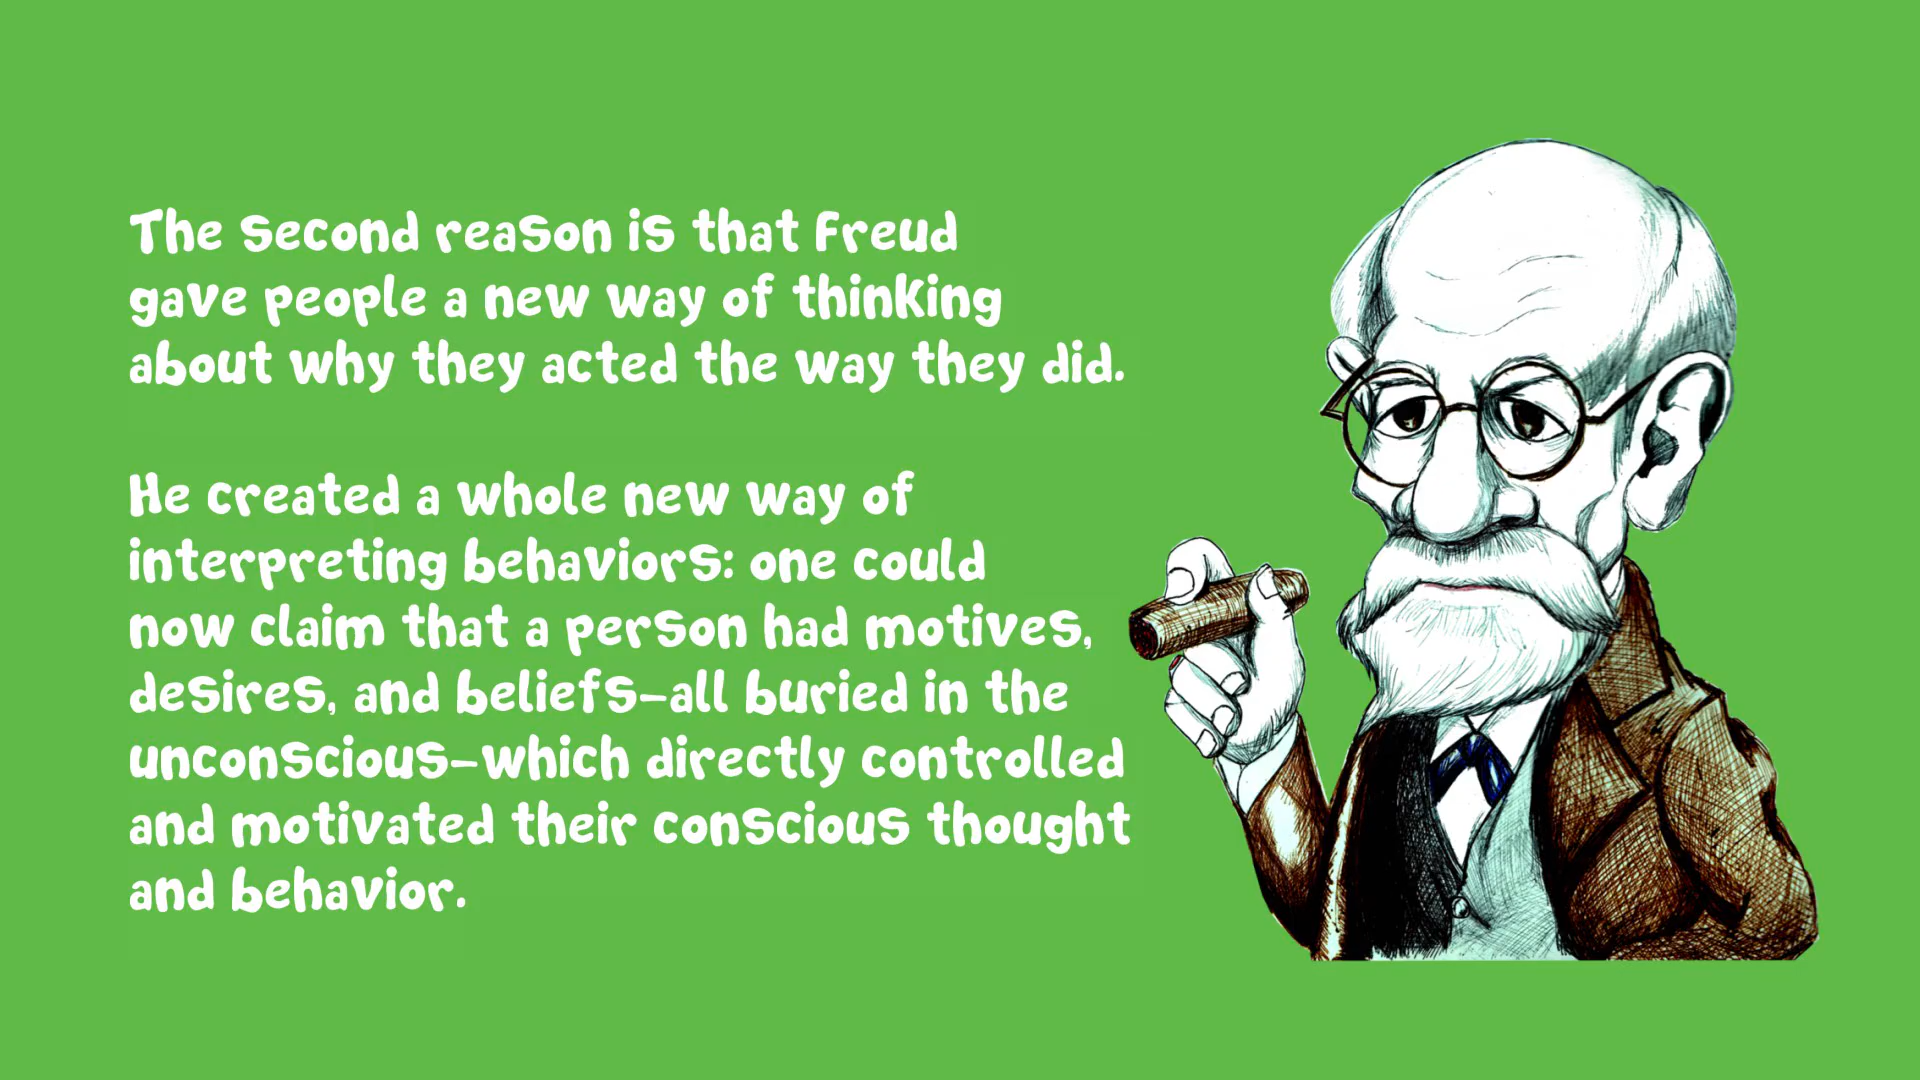 The second reason is that Freud
gave people a new way of thinking
about why they acted the way they did.
He created a whole new way of
interpreting behaviors: one could
now claim that a person had motives,
desires, and beliefs—all buried in the
unconscious—which directly controlled
and motivated their conscious thought
and behavior.